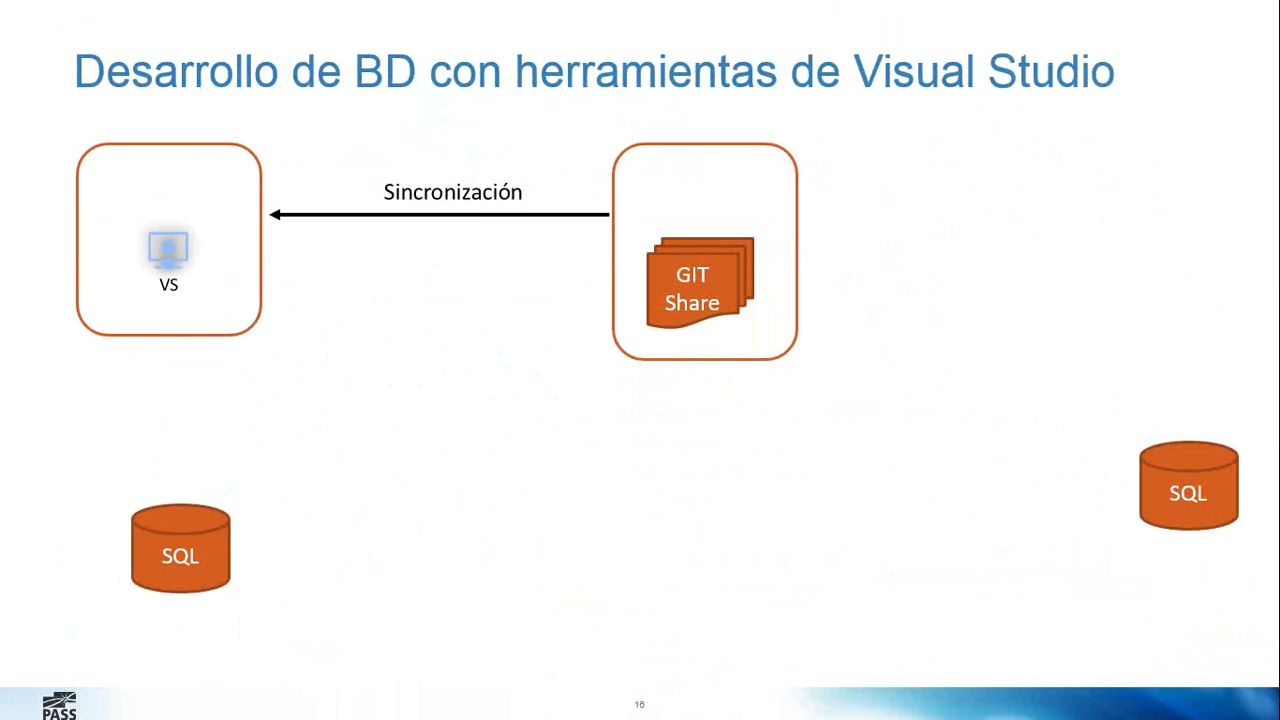 Desarrollo de BD con herramientas de Visual Studio
Sincronización
VS
GIT
Share
SQL
SQL
PASS
16